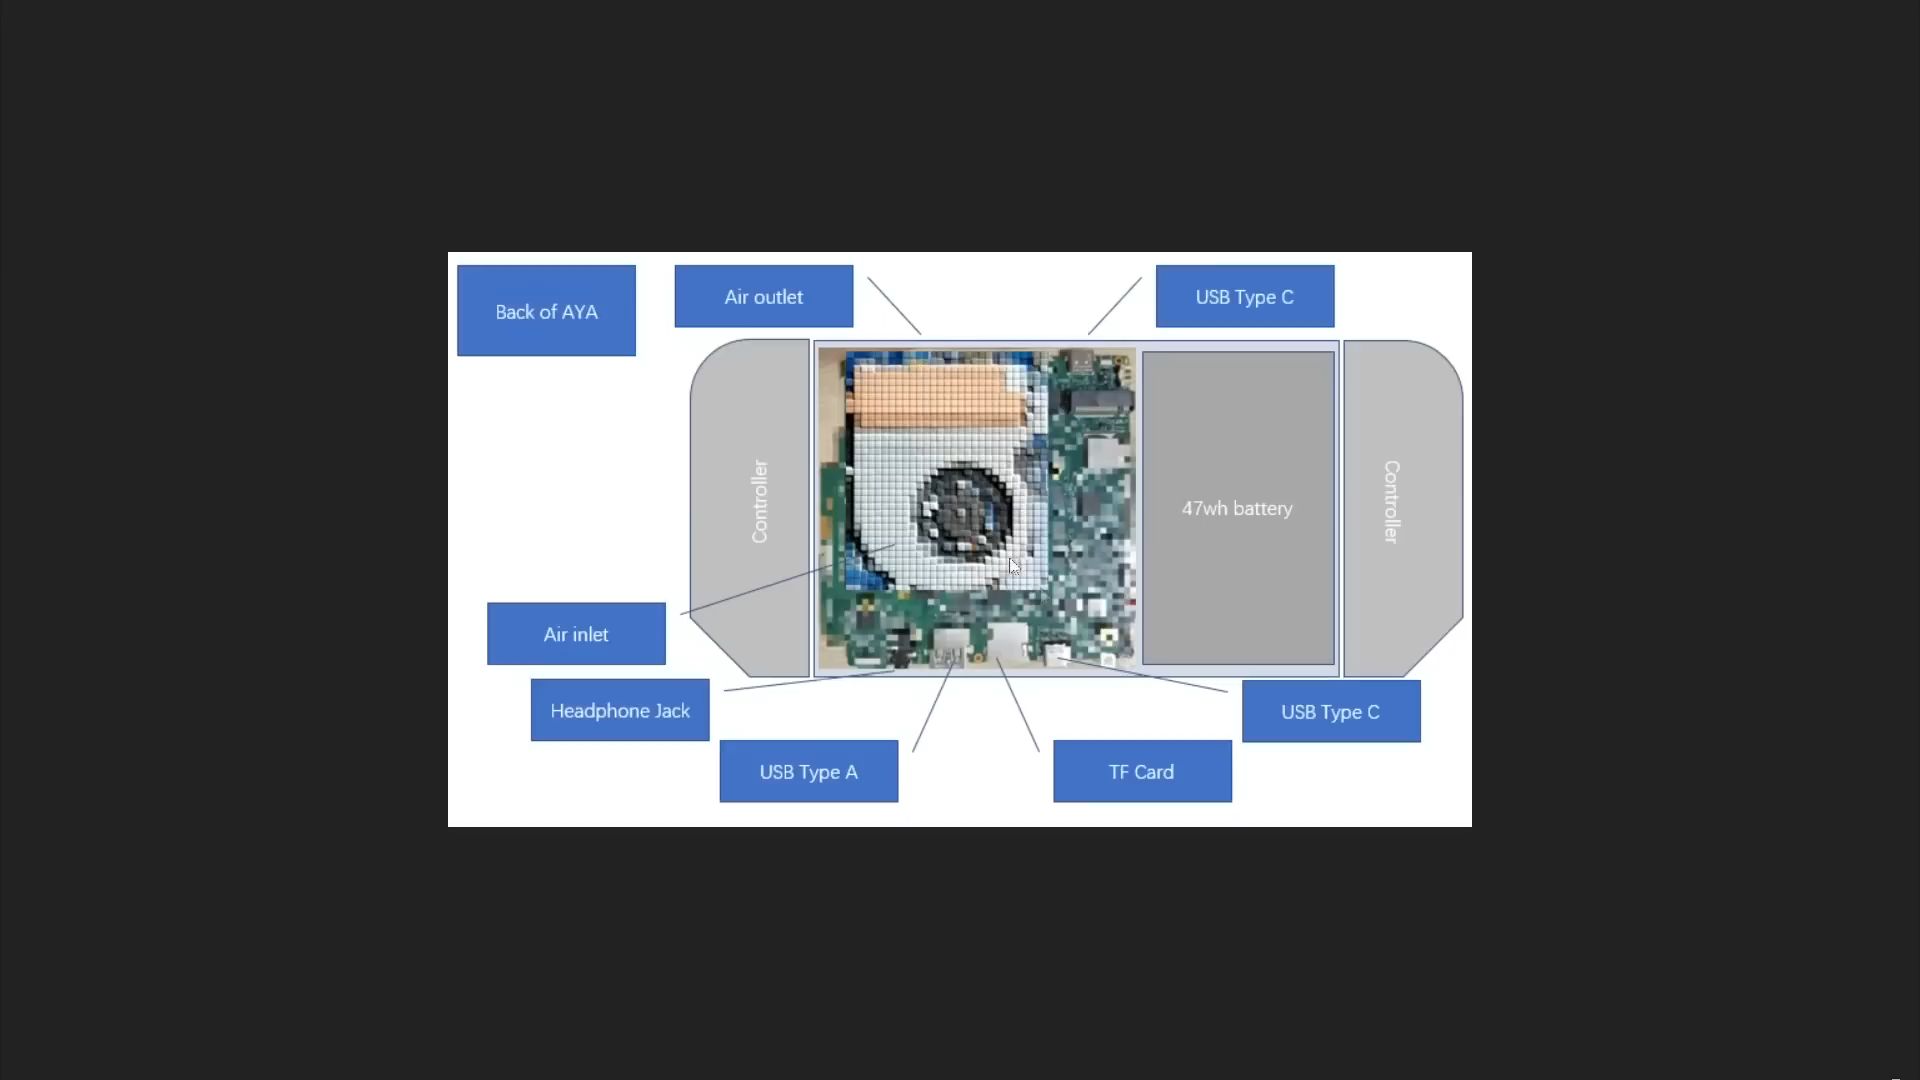 Back of AYA
Air outlet
USB Type C
Controller
47wh battery
Controller
Air inlet
Headphone Jack
USB Type C
USB Type A
TF Card